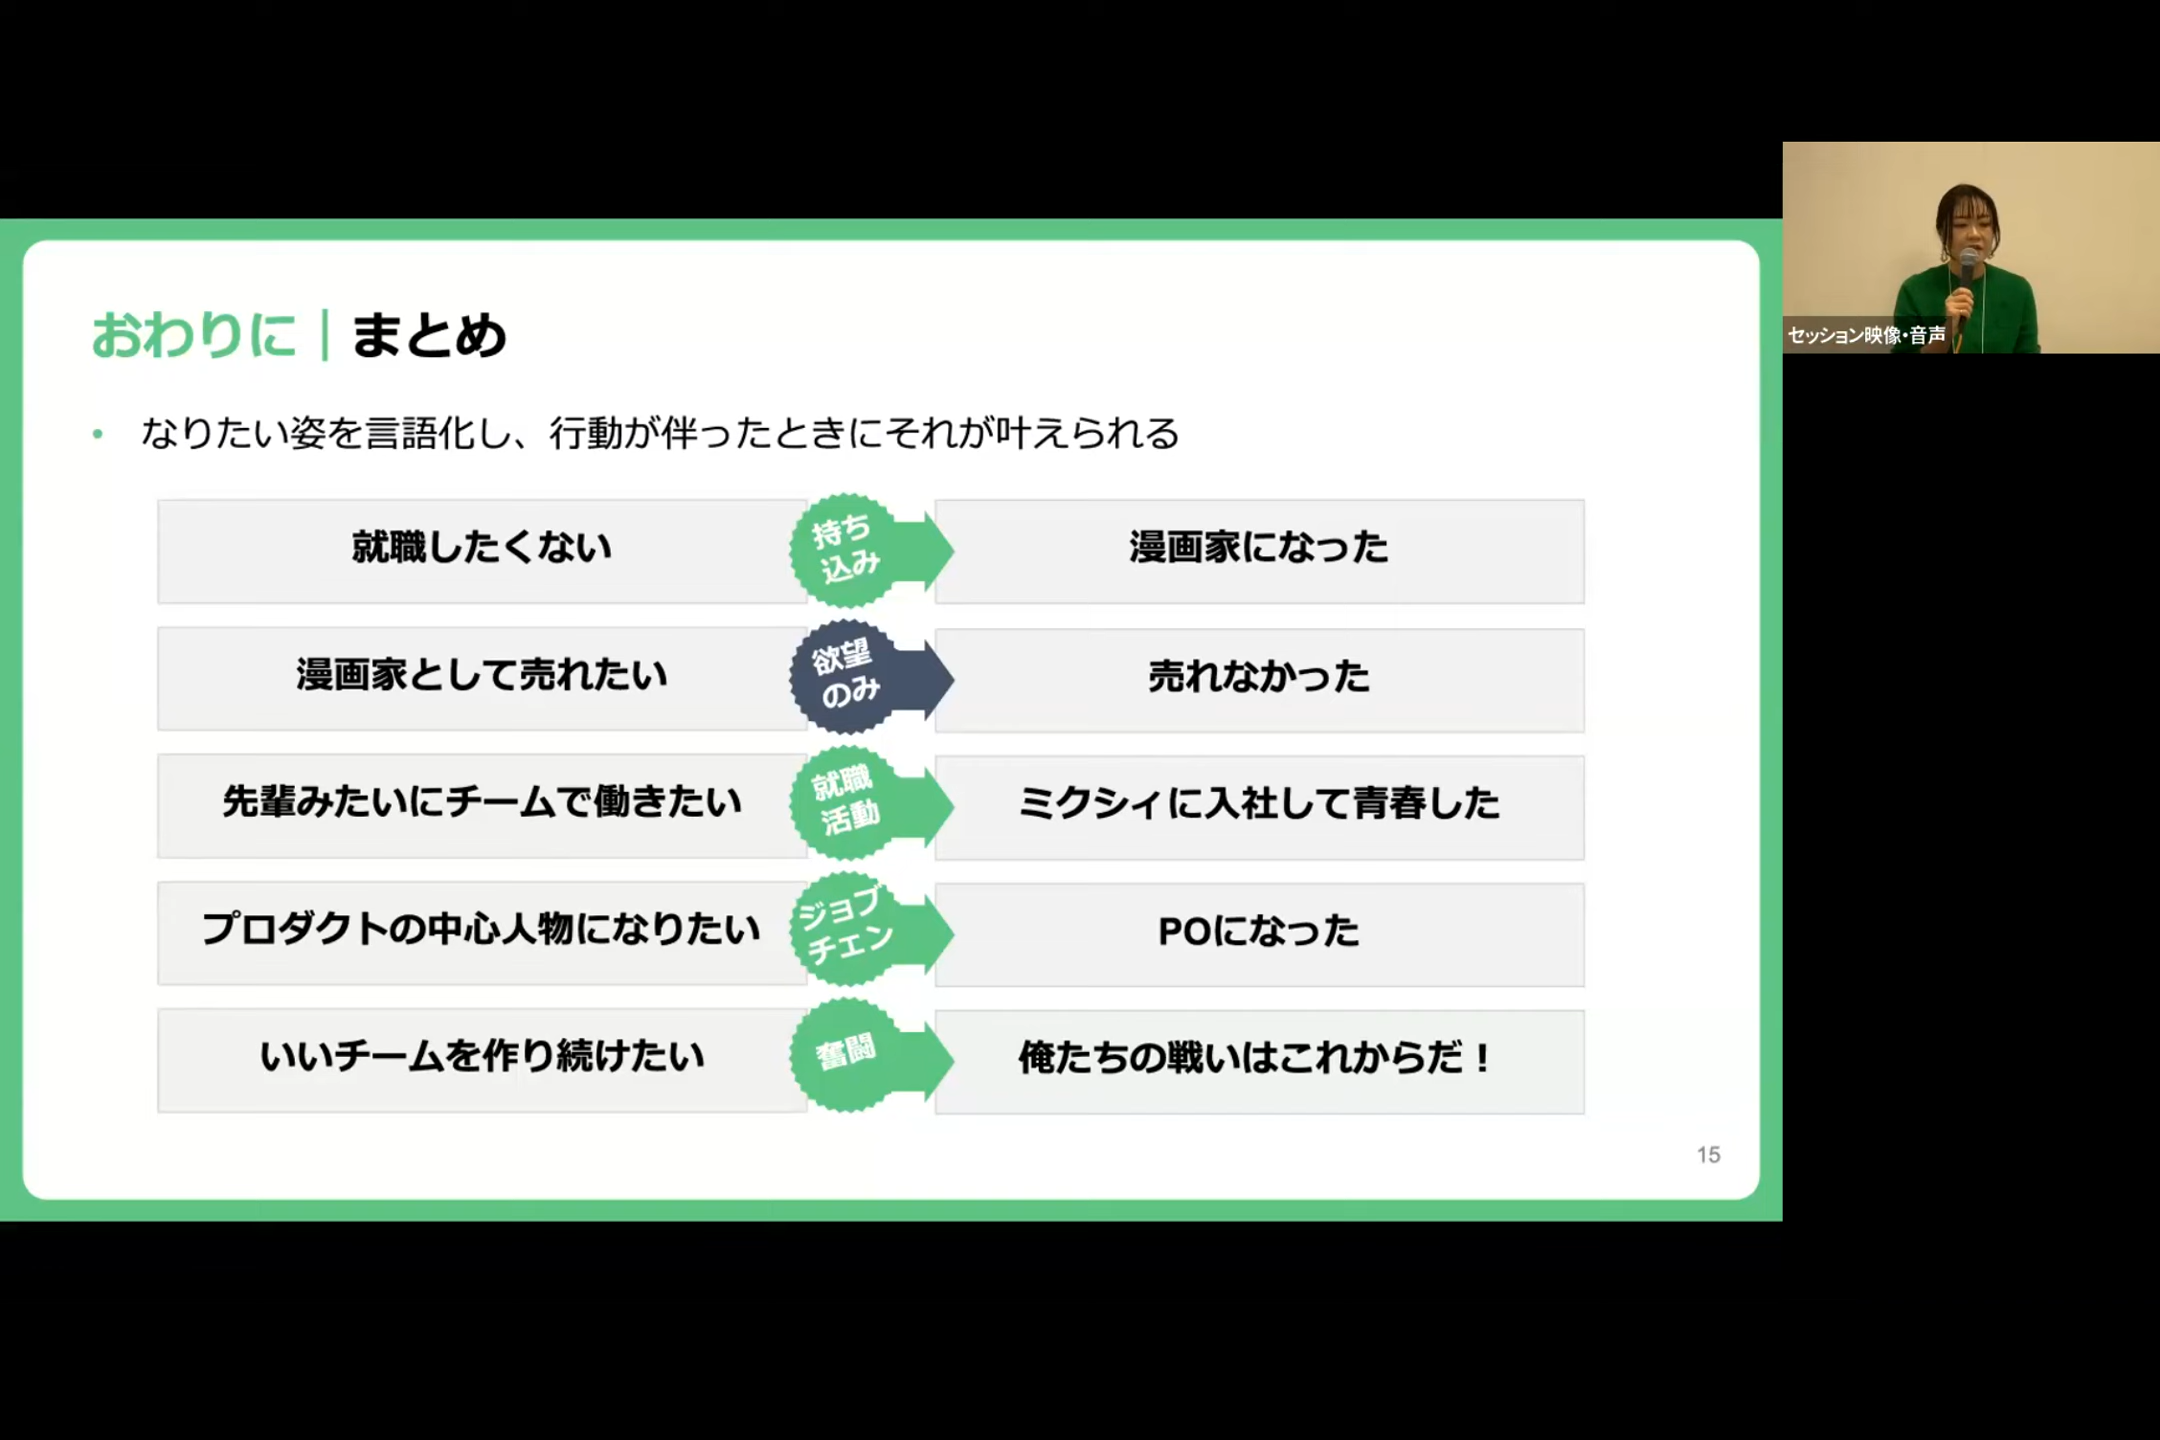 おわりに｜まとめ
セッション映像・音声
• なりたい姿を言語化し、行動が伴ったときにそれが叶えられる
就職したくない
持ち
込み
漫画家になった
漫画家として売れたい
欲望
のみ
売れなかった
先輩みたいにチームで働きたい
就職
活動
ミクシィに入社して青春した
プロダクトの中心人物になりたい
ジョブ
チェン
POになった
いいチームを作り続けたい
奮闘
俺たちの戦いはこれからだ！
15